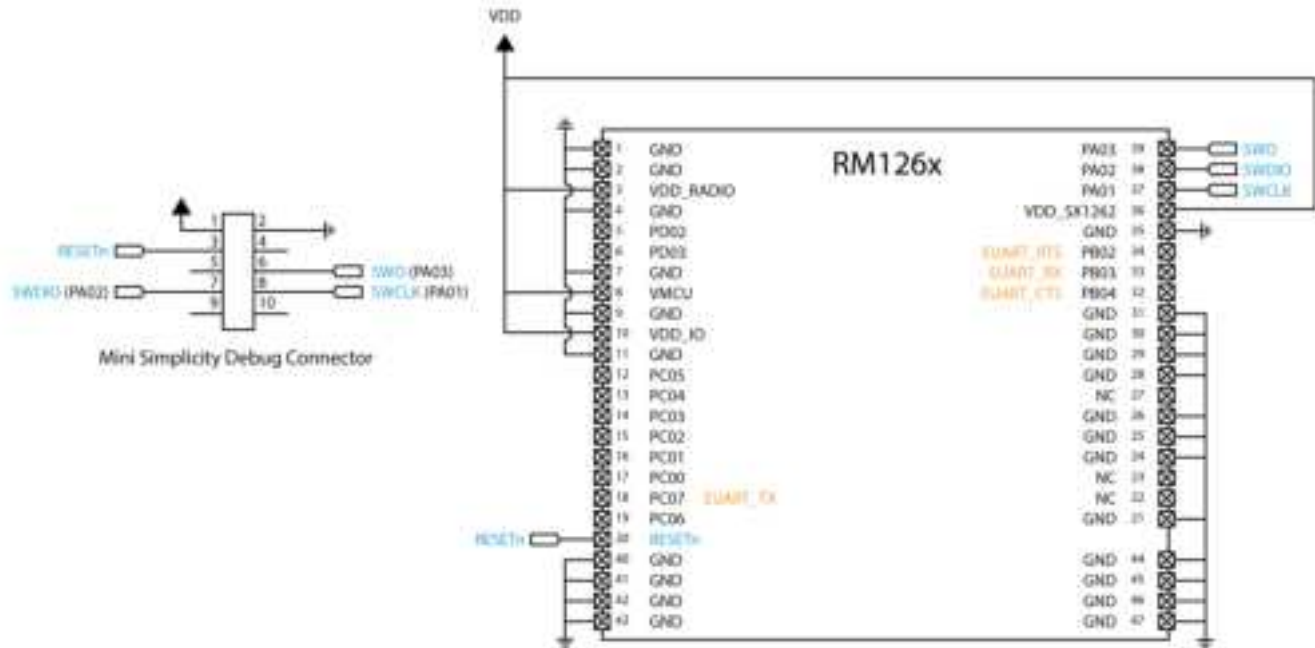 VDD
RM126x
1 GND
2 GND
3 VDD_RADIO
4 GND
5 PD02
6 PD03
7 GND
8 VMCU
9 GND
10 VDD_IO
11 GND
12 PC05
13 PC04
14 PC03
15 PC02
16 PC01
17 PC00
18 PC07 EUART_TX
19 PC06
RESETn 20 RESETn
40 GND
41 GND
42 GND
43 GND
PA03 39 SWO
PA02 38 SWDIO
PA01 37 SWCLK
VDD_SX1262 36
GND 35
EUART_RTS PB02 34
EUART_RX PB03 33
EUART_CTS PB04 32
GND 31
GND 30
GND 29
GND 28
NC 27
GND 26
GND 25
GND 24
NC 23
NC 22
GND 21
GND 44
GND 45
GND 46
GND 47
1 2
RESETn 3 4
5 6 SWO (PA03)
SWDIO (PA02) 7 8 SWCLK (PA01)
9 10
Mini Simplicity Debug Connector